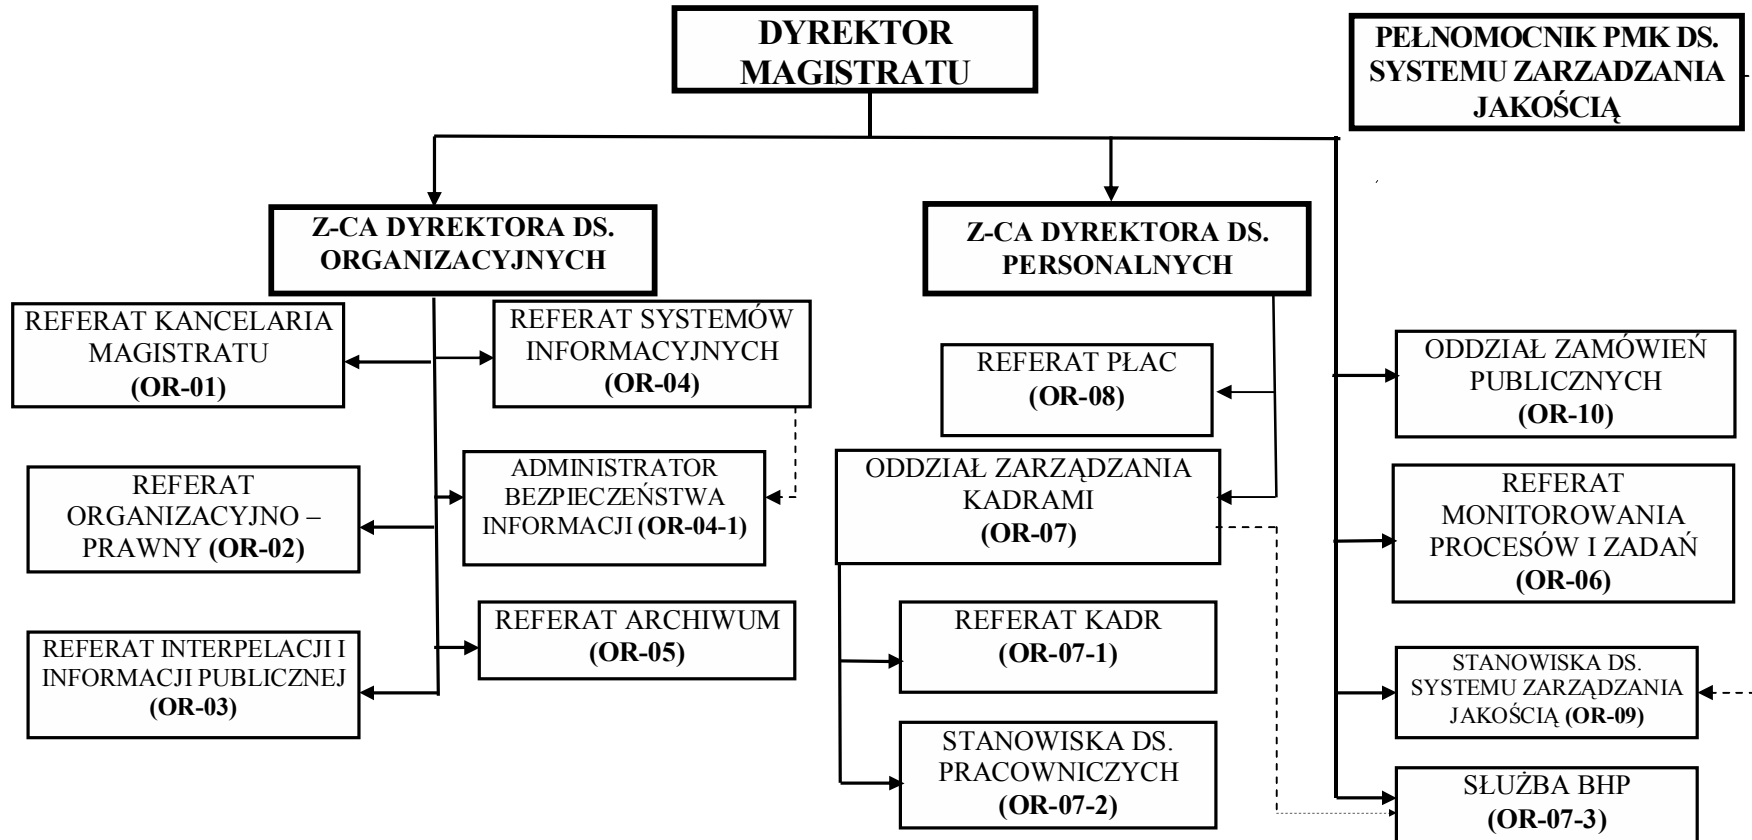 DYREKTOR
MAGISTRATU
PEŁNOMOCNIK PMK DS.
SYSTEMU ZARZADZANIA
JAKOŚCIĄ
Z-CA DYREKTORA DS.
ORGANIZACYJNYCH
Z-CA DYREKTORA DS.
PERSONALNYCH
REFERAT KANCELARIA
MAGISTRATU
(OR-01)
REFERAT SYSTEMÓW
INFORMACYJNYCH
(OR-04)
REFERAT PŁAC
(OR-08)
ODDZIAŁ ZAMÓWIEŃ
PUBLICZNYCH
(OR-10)
REFERAT
ORGANIZACYJNO –
PRAWNY (OR-02)
ADMINISTRATOR
BEZPIECZEŃSTWA
INFORMACJI (OR-04-1)
ODDZIAŁ ZARZĄDZANIA
KADRAMI
(OR-07)
REFERAT
MONITOROWANIA
PROCESÓW I ZADAŃ
(OR-06)
REFERAT INTERPELACJI I
INFORMACJI PUBLICZNEJ
(OR-03)
REFERAT ARCHIWUM
(OR-05)
REFERAT KADR
(OR-07-1)
STANOWISKA DS.
SYSTEMU ZARZĄDZANIA
JAKOŚCIĄ (OR-09)
STANOWISKA DS.
PRACOWNICZYCH
(OR-07-2)
SŁUŻBA BHP
(OR-07-3)